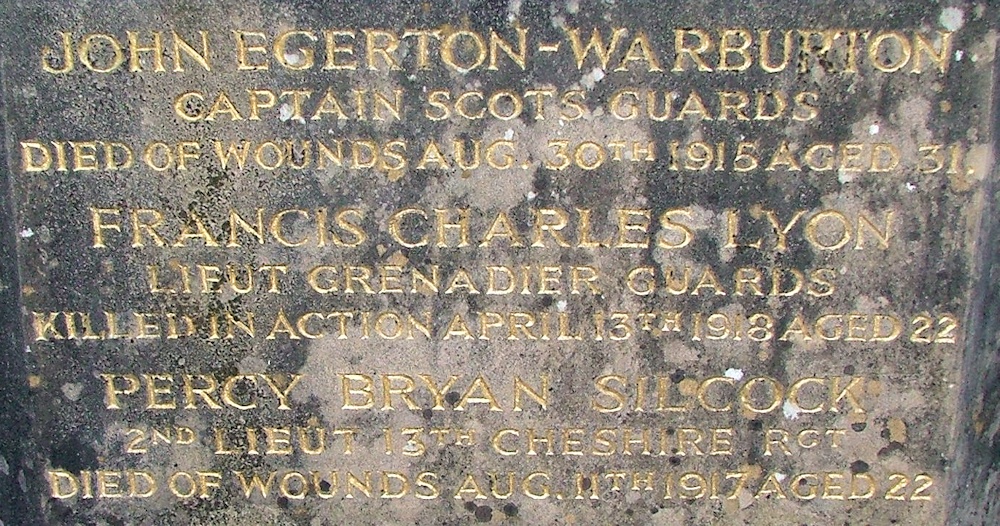 JOHN EGERTON-WARBURTON
CAPTAIN SCOTS GUARDS
DIED OF WOUNDS AUG. 30TH 1915 AGED 31.
FRANCIS CHARLES LYON
LIEUT GRENADIER GUARDS
KILLED IN ACTION APRIL 13TH 1918 AGED 22
PERCY BRYAN SILCOCK
2ND LIEUT 13TH CHESHIRE RGT
DIED OF WOUNDS AUG. 11TH 1917 AGED 22